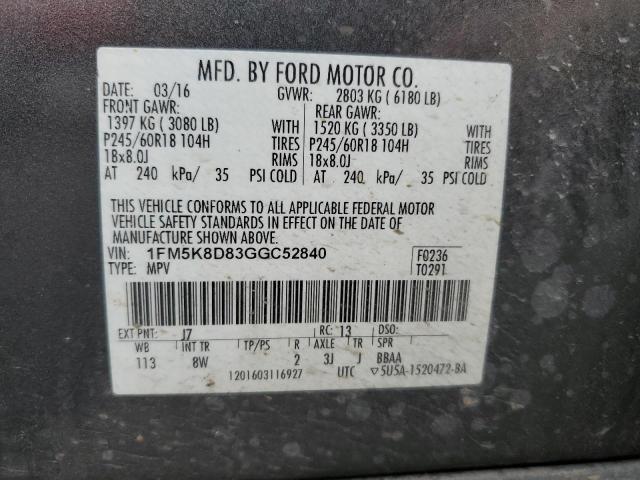 MFD. BY FORD MOTOR CO.
DATE: 03/16 GVWR: 2803 KG ( 6180 LB)
FRONT GAWR: REAR GAWR:
1397 KG ( 3080 LB) WITH 1520 KG ( 3350 LB) WITH
P245/60R18 104H TIRES P245/60R18 104H TIRES
18x8.0J RIMS 18x8.0J RIMS
AT 240 kPa/ 35 PSI COLD AT 240 kPa/ 35 PSI COLD
THIS VEHICLE CONFORMS TO ALL APPLICABLE FEDERAL MOTOR
VEHICLE SAFETY STANDARDS IN EFFECT ON THE DATE OF
MANUFACTURE SHOWN ABOVE.
VIN: 1FM5K8D83GGC52840 F0236
TYPE: MPV T0291
EXT PNT: J7 RC: 13 DSO:
WB INT TR TP/PS R AXLE TR SPR
113 8W 2 3J J BBAA
1201603116927 UTC ▽5U5A-1520472-BA